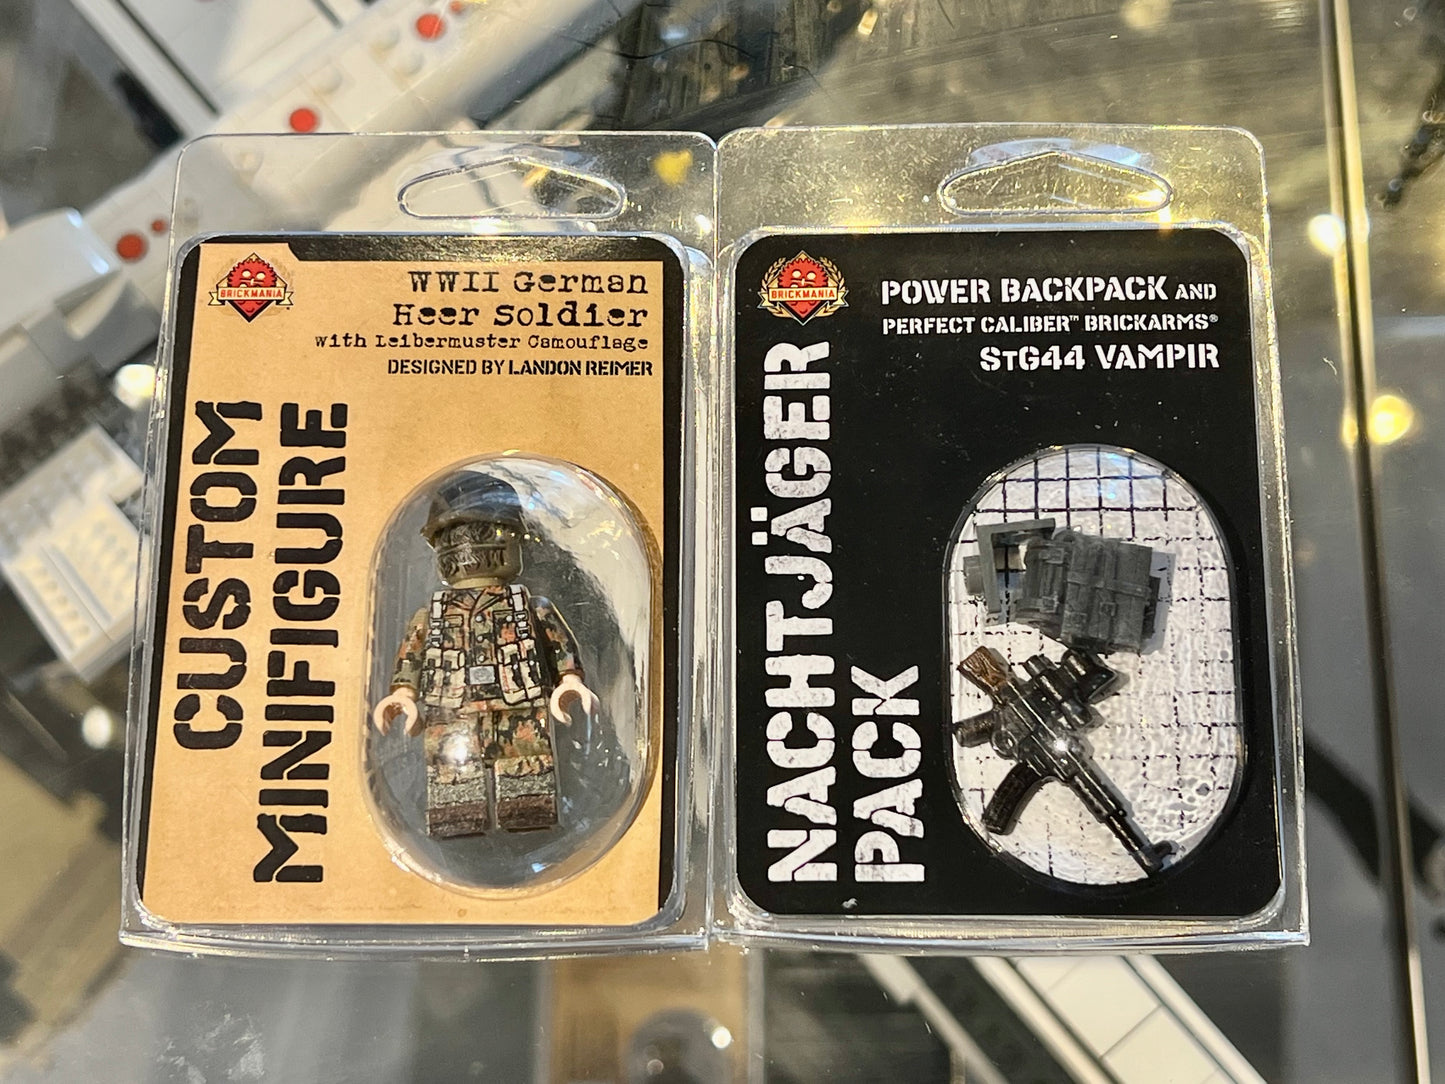 BRICKMANIA
WWII German
Heer Soldier
with Leibermuster Camouflage
DESIGNED BY LANDON REIMER
CUSTOM
MINIFIGURE
BRICKMANIA
POWER BACKPACK AND
PERFECT CALIBER™ BRICKARMS®
StG44 VAMPIR
NACHTJÄGER
PACK